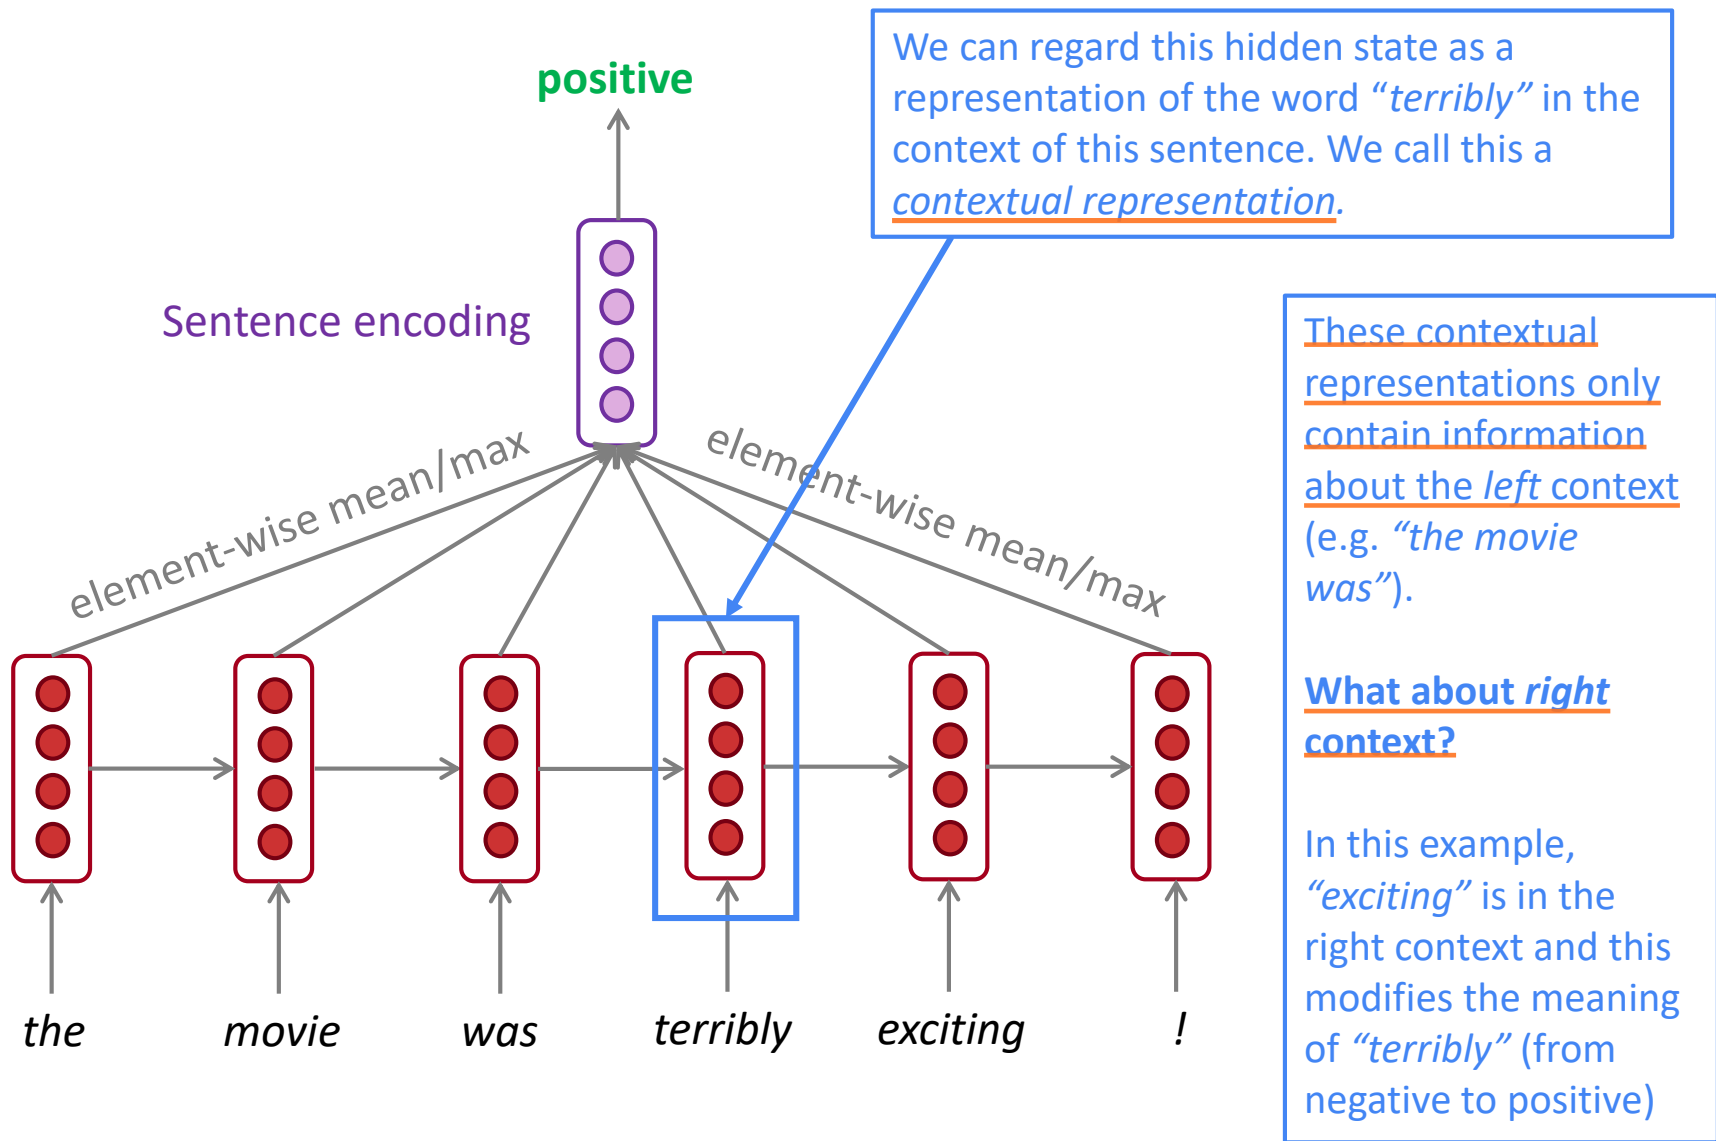 We can regard this hidden state as a
representation of the word “terribly” in the
context of this sentence. We call this a
contextual representation.
positive
Sentence encoding
element-wise mean/max
element-wise mean/max
the
movie
was
terribly
exciting
!
These contextual
representations only
contain information
about the left context
(e.g. “the movie
was”).
What about right
context?
In this example,
“exciting” is in the
right context and this
modifies the meaning
of “terribly” (from
negative to positive)